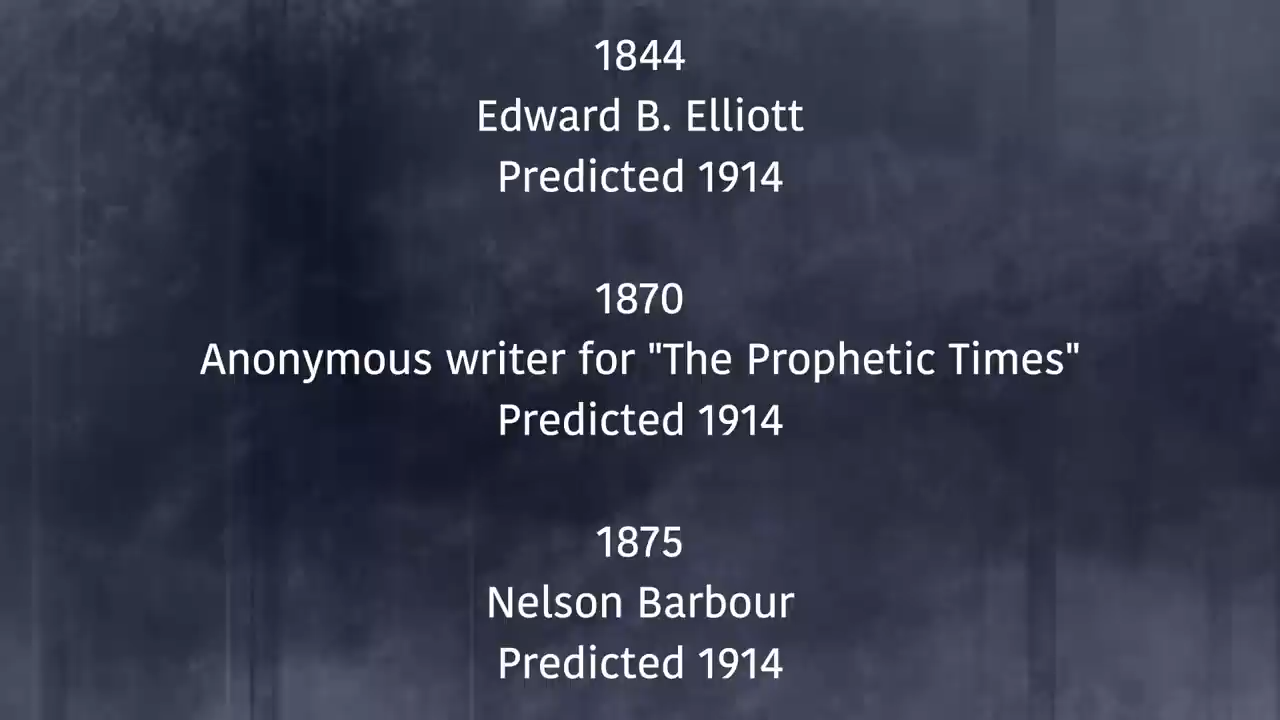 1844
Edward B. Elliott
Predicted 1914
1870
Anonymous writer for "The Prophetic Times"
Predicted 1914
1875
Nelson Barbour
Predicted 1914